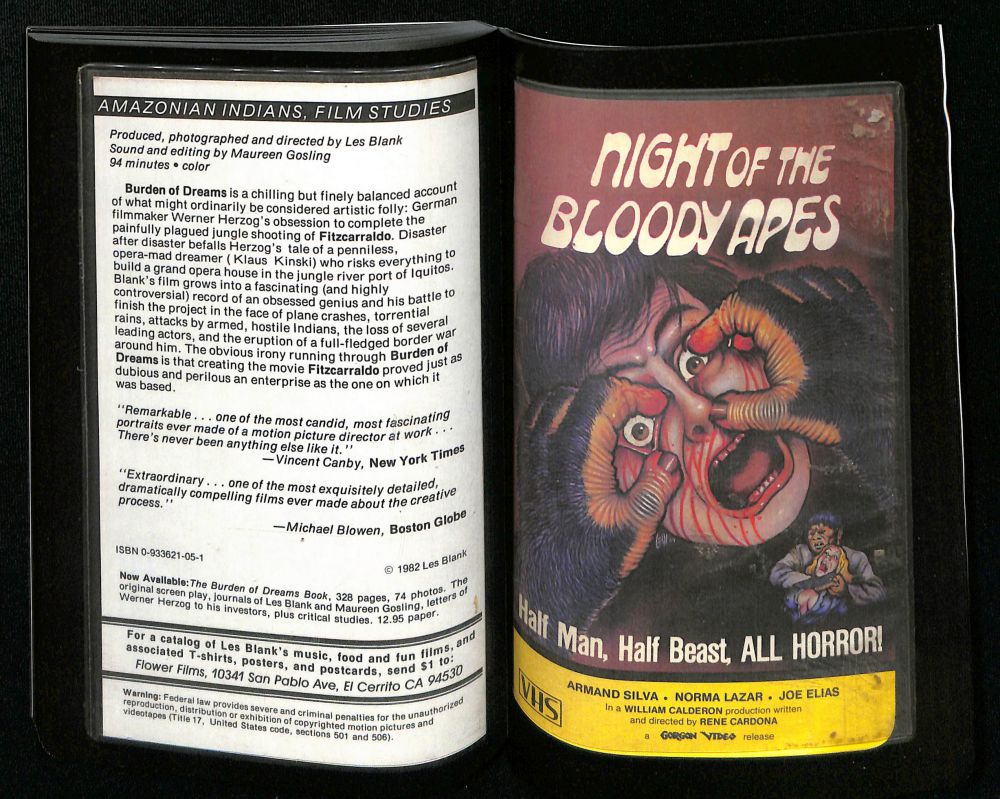 AMAZONIAN INDIANS, FILM STUDIES
Produced, photographed and directed by Les Blank
Sound and editing by Maureen Gosling
94 minutes • color
Burden of Dreams is a chilling but finely balanced account
of what might ordinarily be considered artistic folly: German
filmmaker Werner Herzog's obsession to complete the
painfully plagued jungle shooting of Fitzcarraldo. Disaster
after disaster befalls Herzog's tale of a penniless,
opera-mad dreamer ( Klaus Kinski) who risks everything to
build a grand opera house in the jungle river port of Iquitos.
Blank's film grows into a fascinating (and highly
controversial) record of an obsessed genius and his battle to
finish the project in the face of plane crashes, torrential
rains, attacks by armed, hostile Indians, the loss of several
leading actors, and the eruption of a full-fledged border war
around him. The obvious irony running through Burden of
Dreams is that creating the movie Fitzcarraldo proved just as
dubious and perilous an enterprise as the one on which it
was based.
"Remarkable . . . one of the most candid, most fascinating
portraits ever made of a motion picture director at work . . .
There's never been anything else like it."
—Vincent Canby, New York Times
"Extraordinary . . . one of the most exquisitely detailed,
dramatically compelling films ever made about the creative
process."
—Michael Blowen, Boston Globe
ISBN 0-933621-05-1
© 1982 Les Blank
Now Available: The Burden of Dreams Book, 328 pages, 74 photos. The
original screen play, journals of Les Blank and Maureen Gosling, letters of
Werner Herzog to his investors, plus critical studies. 12.95 paper.
For a catalog of Les Blank's music, food and fun films, and
associated T-shirts, posters, and postcards, send $1 to:
Flower Films, 10341 San Pablo Ave, El Cerrito CA 94530
Warning: Federal law provides severe and criminal penalties for the unauthorized
reproduction, distribution or exhibition of copyrighted motion pictures and
videotapes (Title 17, United States code, sections 501 and 506).
NIGHT OF THE
BLOODY APES
Half Man, Half Beast, ALL HORROR!
VHS
ARMAND SILVA • NORMA LAZAR • JOE ELIAS
In a WILLIAM CALDERON production written
and directed by RENE CARDONA
a GORGON VIDEO release